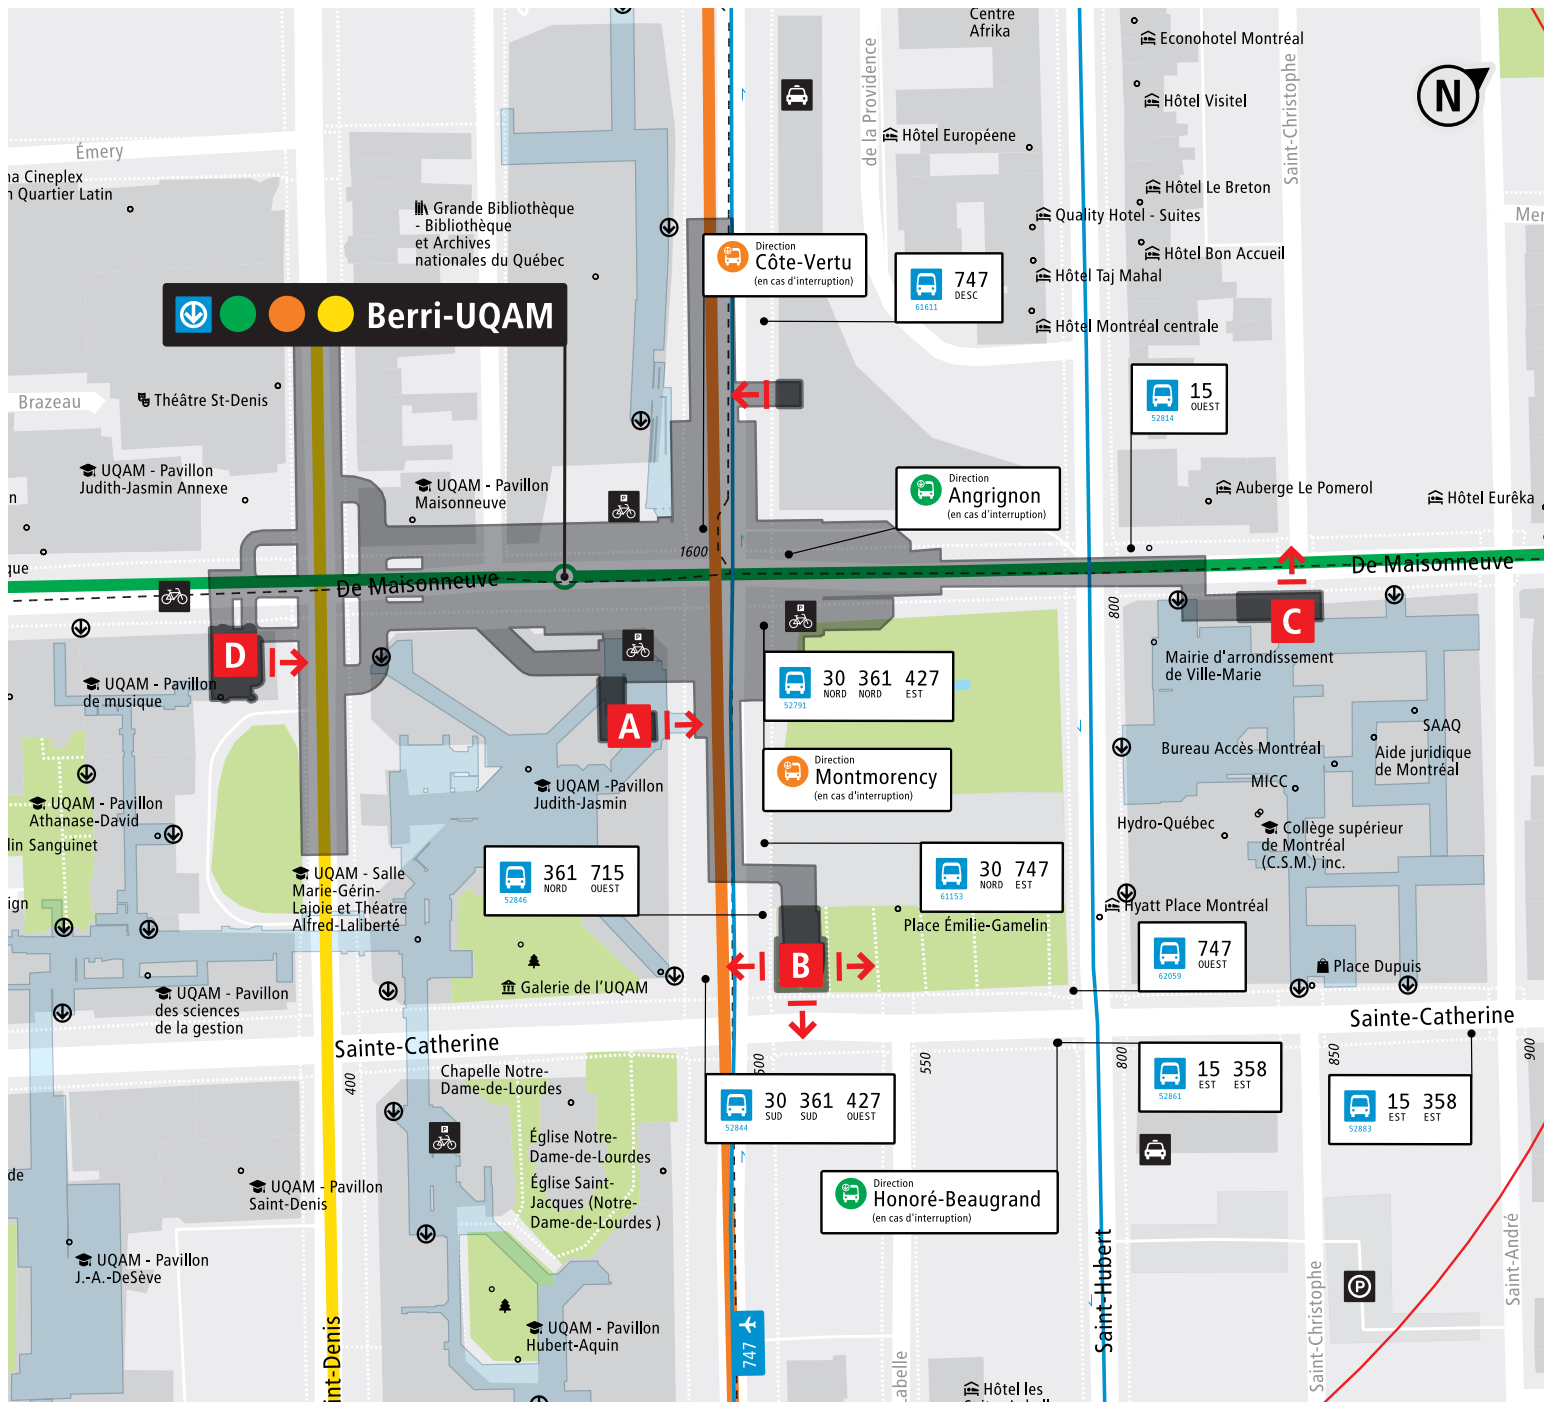 Centre
Afrika
Econohotel Montréal
Hôtel Visitel
N
de la Providence
Saint-Christophe
Émery
Hôtel Européene
na Cineplex
n Quartier Latin
Hôtel Le Breton
Grande Bibliothèque
- Bibliothèque
et Archives
nationales du Québec
Quality Hotel - Suites
Mer
Direction
Côte-Vertu
(en cas d'interruption)
747
DESC
61611
Hôtel Bon Accueil
Hôtel Taj Mahal
Hôtel Montréal centrale
Berri-UQAM
Brazeau
Théâtre St-Denis
15
OUEST
52814
UQAM - Pavillon
Judith-Jasmin Annexe
UQAM - Pavillon
Maisonneuve
n
Direction
Angrignon
(en cas d'interruption)
Auberge Le Pomerol
Hôtel Eurêka
P
1600
que
De Maisonneuve
De Maisonneuve
800
P
P
C
D
A
UQAM - Pavillon
de musique
30 361 427
NORD NORD EST
52791
Mairie d'arrondissement
de Ville-Marie
SAAQ
Bureau Accès Montréal
Aide juridique
de Montréal
MICC
Direction
Montmorency
(en cas d'interruption)
UQAM -Pavillon
Judith-Jasmin
UQAM - Pavillon
Athanase-David
lin Sanguinet
Hydro-Québec
Collège supérieur
de Montréal
(C.S.M.) inc.
361 715
NORD OUEST
52846
30 747
NORD EST
61153
UQAM - Salle
Marie-Gérin-
Lajoie et Théatre
Alfred-Laliberté
ign
Hyatt Place Montréal
Place Émilie-Gamelin
B
747
OUEST
62059
Place Dupuis
Galerie de l'UQAM
UQAM - Pavillon
des sciences
de la gestion
Sainte-Catherine
Sainte-Catherine
400
500
550
800
850
900
Chapelle Notre-
Dame-de-Lourdes
30 361 427
SUD SUD OUEST
52844
15 358
EST EST
52861
15 358
EST EST
52883
P
Église Notre-
Dame-de-Lourdes
Église Saint-
Jacques (Notre-
Dame-de-Lourdes )
de
UQAM - Pavillon
Saint-Denis
Direction
Honoré-Beaugrand
(en cas d'interruption)
UQAM - Pavillon
J.-A.-DeSève
Saint-Hubert
Saint-Christophe
Saint-André
P
UQAM - Pavillon
Hubert-Aquin
int-Denis
747
Labelle
Hôtel les